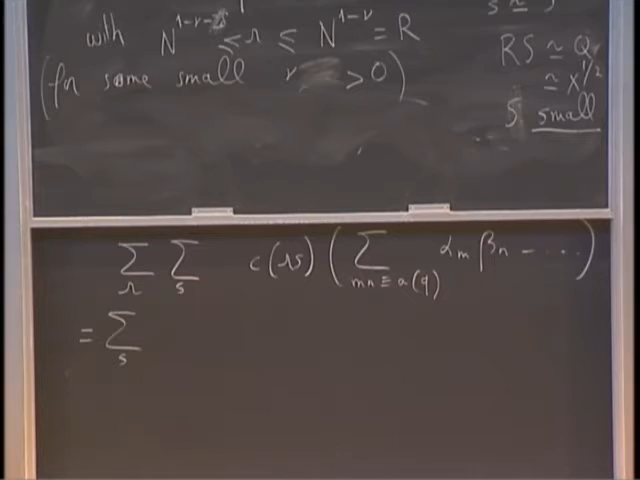 with N^{1-ν-δ} ≤ r ≤ N^{1-ν} = R
(for some small ν > 0)
RS ≃ Q
≃ x^{1/2}
S small
∑_r ∑_s c(rs) ( ∑_{mn≡a(q)} α_m β_n - .... )
= ∑_s